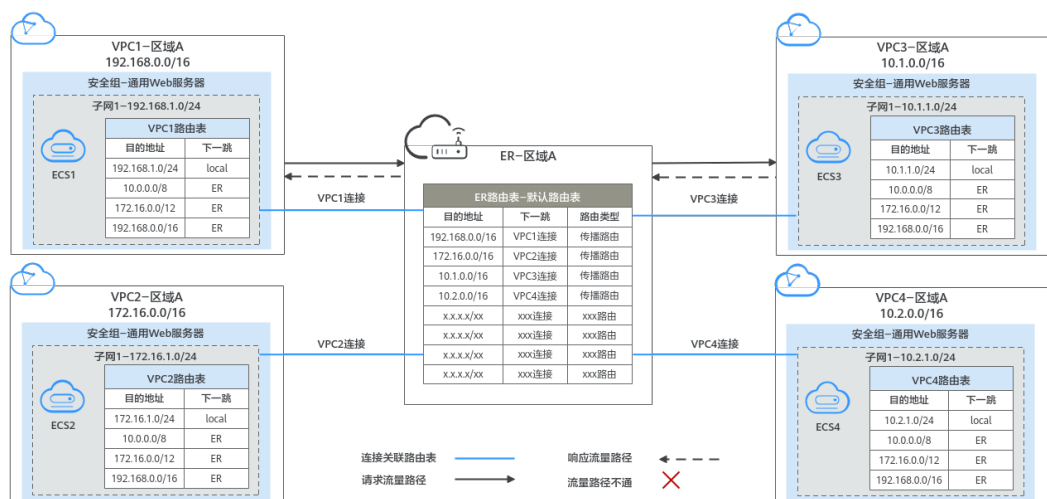 VPC1-区域A
192.168.0.0/16
安全组-通用Web服务器
子网1-192.168.1.0/24
ECS1
VPC1路由表
目的地址 下一跳
192.168.1.0/24 local
10.0.0.0/8 ER
172.16.0.0/12 ER
192.168.0.0/16 ER
VPC2-区域A
172.16.0.0/16
安全组-通用Web服务器
子网1-172.16.1.0/24
ECS2
VPC2路由表
目的地址 下一跳
172.16.1.0/24 local
10.0.0.0/8 ER
172.16.0.0/12 ER
192.168.0.0/16 ER
VPC1连接
VPC2连接
ER-区域A
ER路由表-默认路由表
目的地址 下一跳 路由类型
192.168.0.0/16 VPC1连接 传播路由
172.16.0.0/16 VPC2连接 传播路由
10.1.0.0/16 VPC3连接 传播路由
10.2.0.0/16 VPC4连接 传播路由
x.x.x.x/xx xxx连接 xxx路由
x.x.x.x/xx xxx连接 xxx路由
x.x.x.x/xx xxx连接 xxx路由
x.x.x.x/xx xxx连接 xxx路由
VPC3连接
VPC4连接
VPC3-区域A
10.1.0.0/16
安全组-通用Web服务器
子网1-10.1.1.0/24
ECS3
VPC3路由表
目的地址 下一跳
10.1.1.0/24 local
10.0.0.0/8 ER
172.16.0.0/12 ER
192.168.0.0/16 ER
VPC4-区域A
10.2.0.0/16
安全组-通用Web服务器
子网1-10.2.1.0/24
ECS4
VPC4路由表
目的地址 下一跳
10.2.1.0/24 local
10.0.0.0/8 ER
172.16.0.0/12 ER
192.168.0.0/16 ER
连接关联路由表
响应流量路径
请求流量路径
流量路径不通